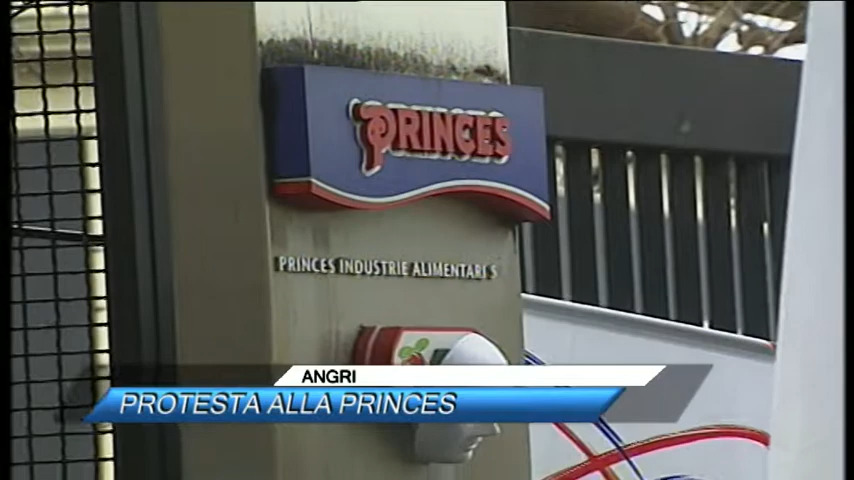 PRINCES
PRINCES INDUSTRIE ALIMENTARI S
ANGRI
PROTESTA ALLA PRINCES